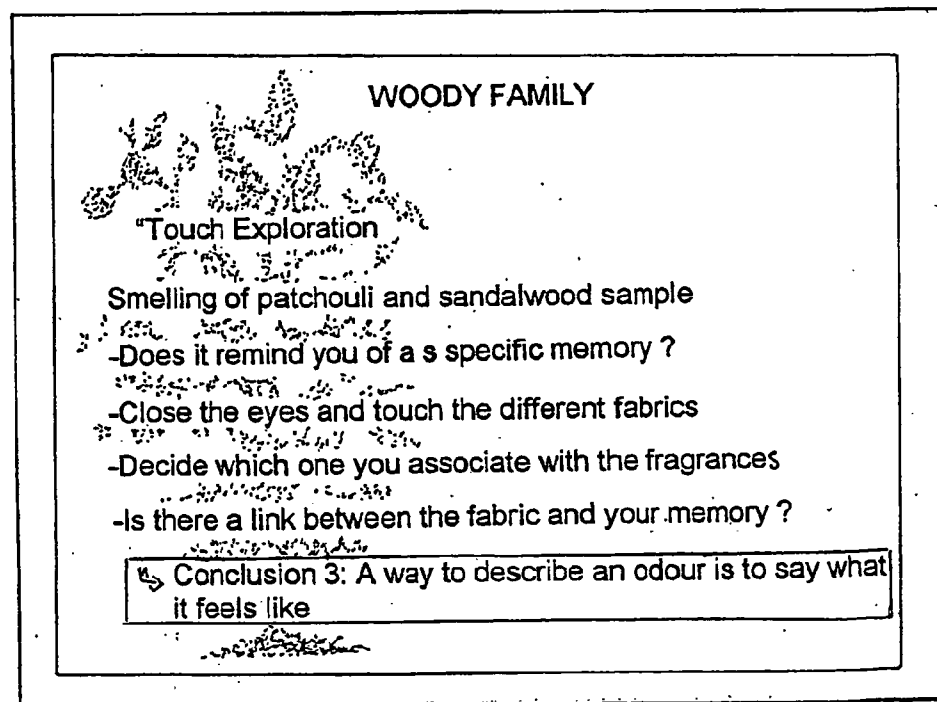 WOODY FAMILY
"Touch Exploration
Smelling of patchouli and sandalwood sample
-Does it remind you of a s specific memory ?
-Close the eyes and touch the different fabrics
-Decide which one you associate with the fragrances
-Is there a link between the fabric and your memory ?
Conclusion 3: A way to describe an odour is to say what
it feels like